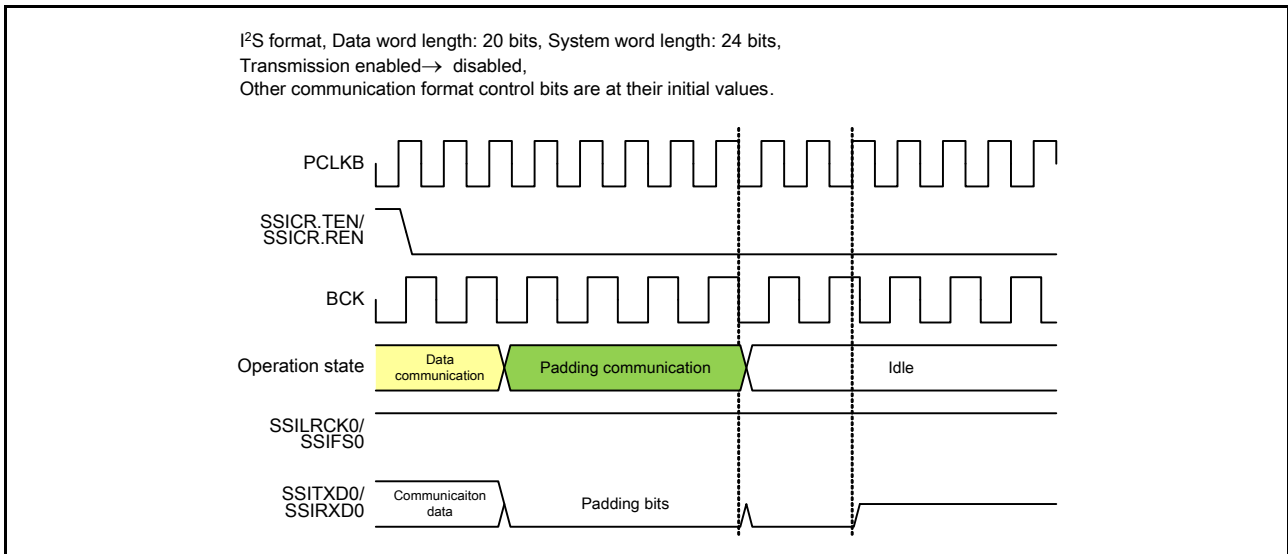 I²S format, Data word length: 20 bits, System word length: 24 bits,
Transmission enabled→ disabled,
Other communication format control bits are at their initial values.
PCLKB
SSICR.TEN/
SSICR.REN
BCK
Operation state
Data
communication
Padding communication
Idle
SSILRCK0/
SSIFS0
SSITXD0/
SSIRXD0
Communicaiton
data
Padding bits